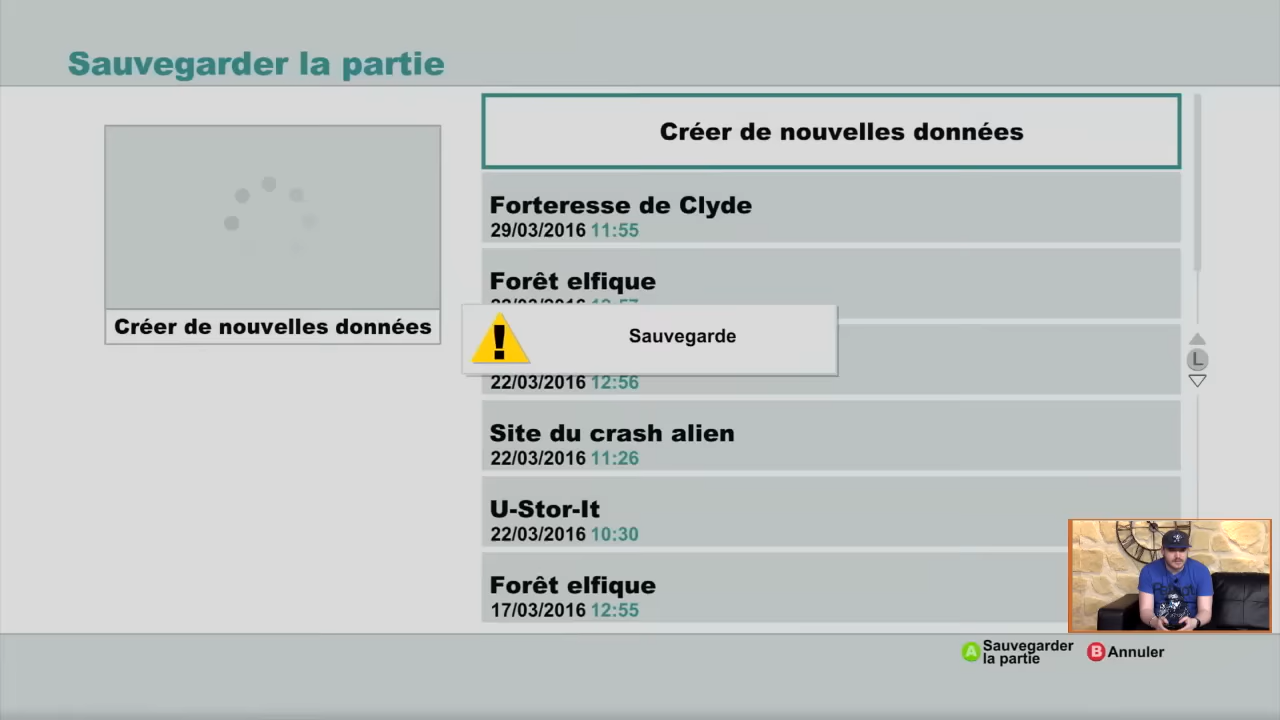 Sauvegarder la partie
Créer de nouvelles données
Créer de nouvelles données
Forteresse de Clyde
29/03/2016 11:55
Forêt elfique
Sauvegarde
22/03/2016 12:56
Site du crash alien
22/03/2016 11:26
U-Stor-It
22/03/2016 10:30
Forêt elfique
17/03/2016 12:55
L
A Sauvegarder
la partie
B Annuler